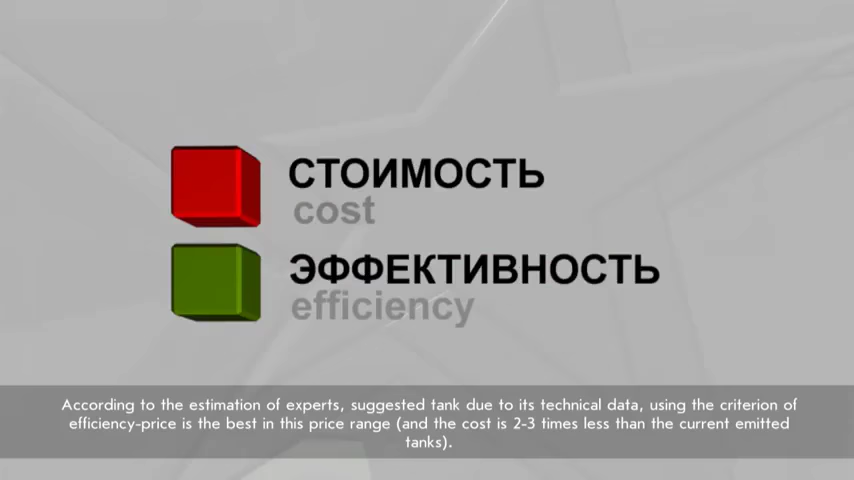 СТОИМОСТЬ
cost
ЭФФЕКТИВНОСТЬ
efficiency
According to the estimation of experts, suggested tank due to its technical data, using the criterion of
efficiency-price is the best in this price range (and the cost is 2-3 times less than the current emitted
tanks).